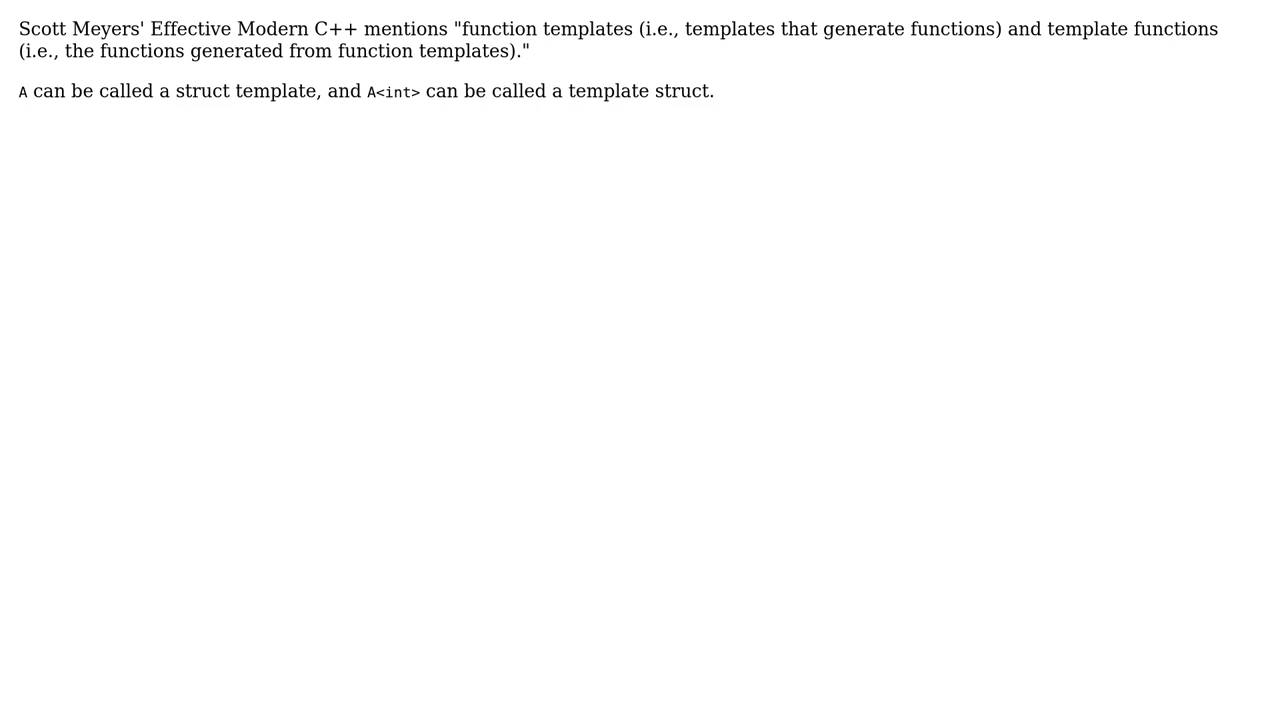 Scott Meyers' Effective Modern C++ mentions "function templates (i.e., templates that generate functions) and template functions
(i.e., the functions generated from function templates)."
A can be called a struct template, and A<int> can be called a template struct.